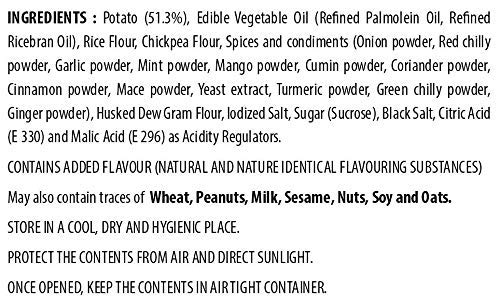 INGREDIENTS : Potato (51.3%), Edible Vegetable Oil (Refined Palmolein Oil, Refined
Ricebran Oil), Rice Flour, Chickpea Flour, Spices and condiments (Onion powder, Red chilly
powder, Garlic powder, Mint powder, Mango powder, Cumin powder, Coriander powder,
Cinnamon powder, Mace powder, Yeast extract, Turmeric powder, Green chilly powder,
Ginger powder), Husked Dew Gram Flour, Iodized Salt, Sugar (Sucrose), Black Salt, Citric Acid
(E 330) and Malic Acid (E 296) as Acidity Regulators.
CONTAINS ADDED FLAVOUR (NATURAL AND NATURE IDENTICAL FLAVOURING SUBSTANCES)
May also contain traces of Wheat, Peanuts, Milk, Sesame, Nuts, Soy and Oats.
STORE IN A COOL, DRY AND HYGIENIC PLACE.
PROTECT THE CONTENTS FROM AIR AND DIRECT SUNLIGHT.
ONCE OPENED, KEEP THE CONTENTS IN AIRTIGHT CONTAINER.